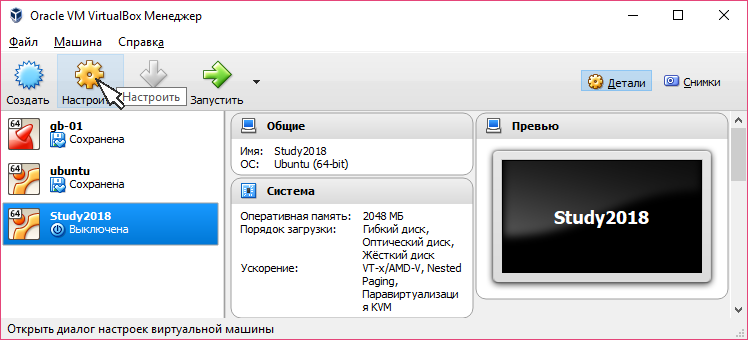 Oracle VM VirtualBox Менеджер
Файл Машина Справка
Создать Настроить Запустить
Настроить
Детали Снимки
64 gb-01
Сохранена
64 ubuntu
Сохранена
64 Study2018
Выключена
Общие
Имя: Study2018
ОС: Ubuntu (64-bit)
Система
Оперативная память: 2048 МБ
Порядок загрузки: Гибкий диск,
Оптический диск,
Жёсткий диск
Ускорение: VT-x/AMD-V, Nested
Paging,
Паравиртуализаци
я KVM
Превью
Study2018
Открыть диалог настроек виртуальной машины